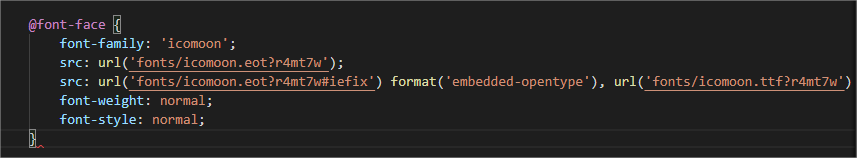 @font-face {
font-family: 'icomoon';
src: url('fonts/icomoon.eot?r4mt7w');
src: url('fonts/icomoon.eot?r4mt7w#iefix') format('embedded-opentype'), url('fonts/icomoon.ttf?r4mt7w')
font-weight: normal;
font-style: normal;
}